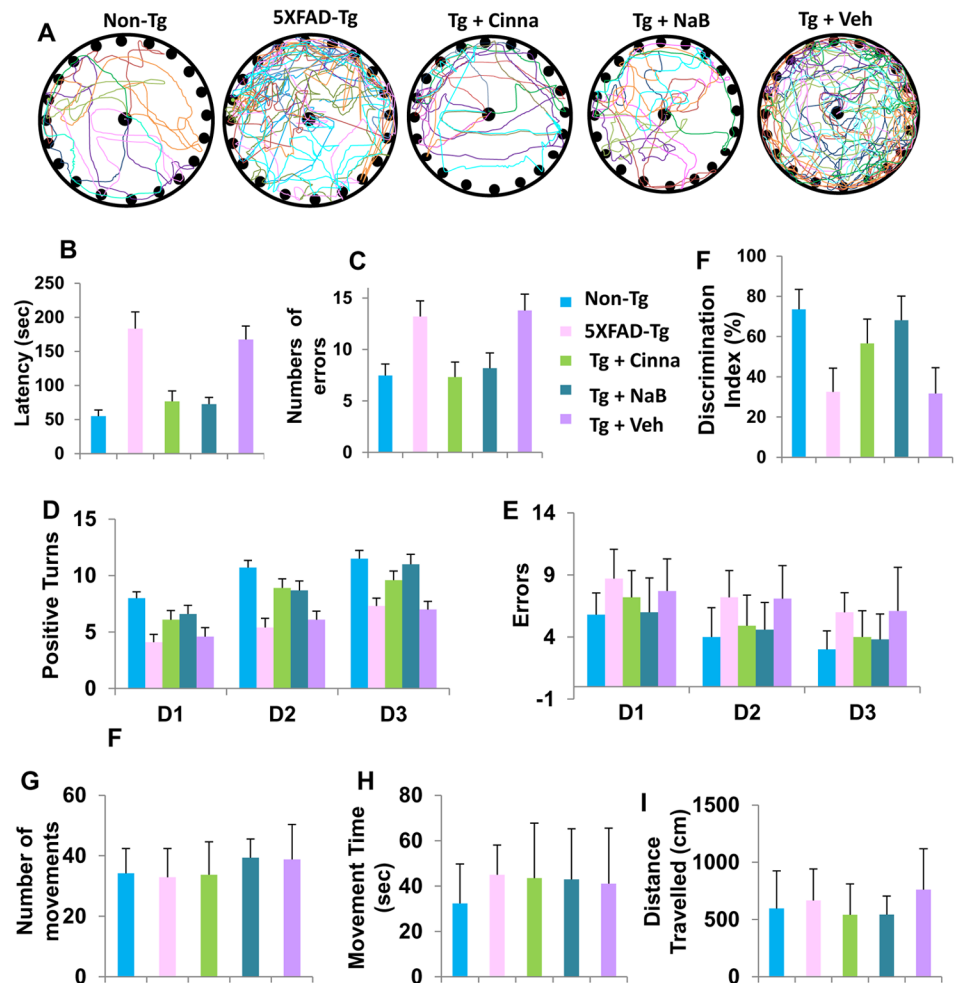 A
Non-Tg
5XFAD-Tg
Tg + Cinna
Tg + NaB
Tg + Veh
B
Latency (sec)
250
200
150
100
50
0
C
Numbers of
errors
15
10
5
0
Non-Tg
5XFAD-Tg
Tg + Cinna
Tg + NaB
Tg + Veh
F
Discrimination
Index (%)
100
80
60
40
20
0
D
Positive Turns
15
10
5
0
D1
D2
D3
E
Errors
14
9
4
-1
D1
D2
D3
F
G
Number of
movements
60
40
20
0
H
Movement Time
(sec)
80
60
40
20
0
I
Distance
Travelled (cm)
1500
1000
500
0